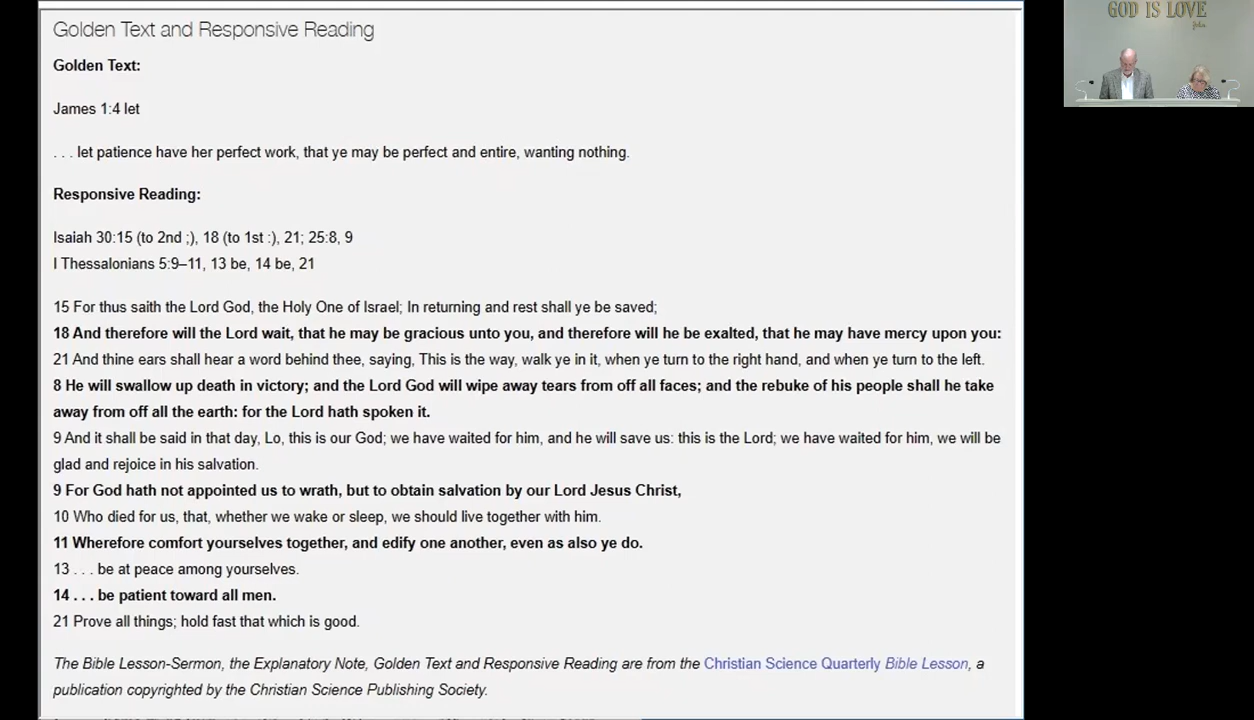 Golden Text and Responsive Reading
Golden Text:
James 1:4 let
. . . let patience have her perfect work, that ye may be perfect and entire, wanting nothing.
Responsive Reading:
Isaiah 30:15 (to 2nd ;), 18 (to 1st :), 21; 25:8, 9
I Thessalonians 5:9–11, 13 be, 14 be, 21
15 For thus saith the Lord God, the Holy One of Israel; In returning and rest shall ye be saved;
18 And therefore will the Lord wait, that he may be gracious unto you, and therefore will he be exalted, that he may have mercy upon you:
21 And thine ears shall hear a word behind thee, saying, This is the way, walk ye in it, when ye turn to the right hand, and when ye turn to the left.
8 He will swallow up death in victory; and the Lord God will wipe away tears from off all faces; and the rebuke of his people shall he take
away from off all the earth: for the Lord hath spoken it.
9 And it shall be said in that day, Lo, this is our God; we have waited for him, and he will save us: this is the Lord; we have waited for him, we will be
glad and rejoice in his salvation.
9 For God hath not appointed us to wrath, but to obtain salvation by our Lord Jesus Christ,
10 Who died for us, that, whether we wake or sleep, we should live together with him.
11 Wherefore comfort yourselves together, and edify one another, even as also ye do.
13 . . . be at peace among yourselves.
14 . . . be patient toward all men.
21 Prove all things; hold fast that which is good.
The Bible Lesson-Sermon, the Explanatory Note, Golden Text and Responsive Reading are from the Christian Science Quarterly Bible Lesson, a
publication copyrighted by the Christian Science Publishing Society.
GOD IS LOVE
John